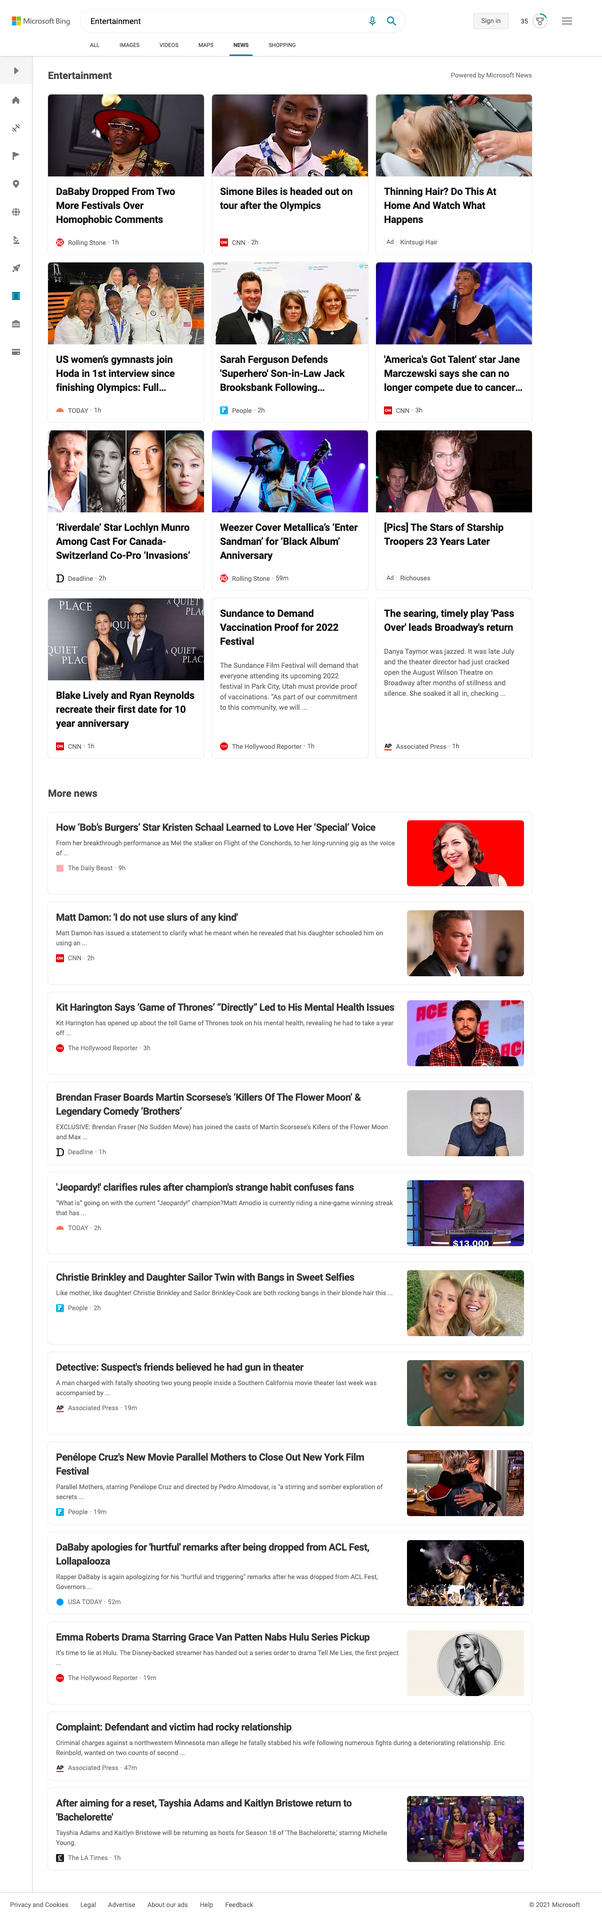 Microsoft Bing
Entertainment
Sign in
35
ALL
IMAGES
VIDEOS
MAPS
NEWS
SHOPPING
Entertainment
Powered by Microsoft News
DaBaby Dropped From Two
More Festivals Over
Homophobic Comments
Rolling Stone · 1h
Simone Biles is headed out on
tour after the Olympics
CNN · 2h
Thinning Hair? Do This At
Home And Watch What
Happens
Ad Kintsugi Hair
US women's gymnasts join
Hoda in 1st interview since
finishing Olympics: Full...
TODAY · 1h
Sarah Ferguson Defends
'Superhero' Son-in-Law Jack
Brooksbank Following...
People · 2h
'America's Got Talent' star Jane
Marczewski says she can no
longer compete due to cancer...
CNN · 3h
‘Riverdale’ Star Lochlyn Munro
Among Cast For Canada-
Switzerland Co-Pro ‘Invasions’
Deadline · 2h
Weezer Cover Metallica’s ‘Enter
Sandman’ for ‘Black Album’
Anniversary
Rolling Stone · 59m
[Pics] The Stars of Starship
Troopers 23 Years Later
Ad Richouses
PLACE
A QUIET
PLAC
QUIET
Blake Lively and Ryan Reynolds
recreate their first date for 10
year anniversary
CNN · 1h
Sundance to Demand
Vaccination Proof for 2022
Festival
The Sundance Film Festival will demand that
everyone attending its upcoming 2022
festival in Park City, Utah must provide proof
of vaccinations. “As part of our commitment
to this community, we will ...
The Hollywood Reporter · 1h
The searing, timely play 'Pass
Over' leads Broadway's return
Danya Taymor was jazzed. It was late July
and the theater director had just cracked
open the August Wilson Theatre on
Broadway after months of stillness and
silence. She soaked it all in, checking ...
AP Associated Press · 1h
More news
How ‘Bob’s Burgers’ Star Kristen Schaal Learned to Love Her ‘Special’ Voice
From her breakthrough performance as Mel the stalker on Flight of the Conchords, to her long-running gig as the voice
of ...
The Daily Beast · 9h
Matt Damon: 'I do not use slurs of any kind'
Matt Damon has issued a statement to clarify what he meant when he revealed that his daughter schooled him on
using an ...
CNN · 2h
Kit Harington Says ‘Game of Thrones’ “Directly” Led to His Mental Health Issues
Kit Harington has opened up about the toll Game of Thrones took on his mental health, revealing he had to take a year
off ...
The Hollywood Reporter · 3h
ACE
Brendan Fraser Boards Martin Scorsese’s ‘Killers Of The Flower Moon’ &
Legendary Comedy ‘Brothers’
EXCLUSIVE: Brendan Fraser (No Sudden Move) has joined the casts of Martin Scorsese’s Killers of the Flower Moon
and Max ...
Deadline · 1h
'Jeopardy!' clarifies rules after champion's strange habit confuses fans
“What is” going on with the current “Jeopardy!” champion?Matt Amodio is currently riding a nine-game winning streak
that has ...
TODAY · 2h
$13,000
Christie Brinkley and Daughter Sailor Twin with Bangs in Sweet Selfies
Like mother, like daughter! Christie Brinkley and Sailor Brinkley-Cook are both rocking bangs in their blonde hair this ...
People · 2h
Detective: Suspect's friends believed he had gun in theater
A man charged with fatally shooting two young people inside a Southern California movie theater last week was
accompanied by ...
AP Associated Press · 19m
Penélope Cruz's New Movie Parallel Mothers to Close Out New York Film
Festival
Parallel Mothers, starring Penélope Cruz and directed by Pedro Almodovar, is "a stirring and somber exploration of
secrets ...
People · 19m
DaBaby apologies for 'hurtful' remarks after being dropped from ACL Fest,
Lollapalooza
Rapper DaBaby is again apologizing for his "hurtful and triggering" remarks after he was dropped from ACL Fest,
Governors ...
USA TODAY · 52m
Emma Roberts Drama Starring Grace Van Patten Nabs Hulu Series Pickup
It's time to lie at Hulu. The Disney-backed streamer has handed out a series order to drama Tell Me Lies, the first project
...
The Hollywood Reporter · 19m
Complaint: Defendant and victim had rocky relationship
Criminal charges against a northwestern Minnesota man allege he fatally stabbed his wife following numerous fights during a deteriorating relationship. Eric
Reinbold, wanted on two counts of second ...
AP Associated Press · 47m
After aiming for a reset, Tayshia Adams and Kaitlyn Bristowe return to
'Bachelorette'
Tayshia Adams and Kaitlyn Bristowe will be returning as hosts for Season 18 of 'The Bachelorette,' starring Michelle
Young.
The LA Times · 1h
Privacy and Cookies
Legal
Advertise
About our ads
Help
Feedback
© 2021 Microsoft